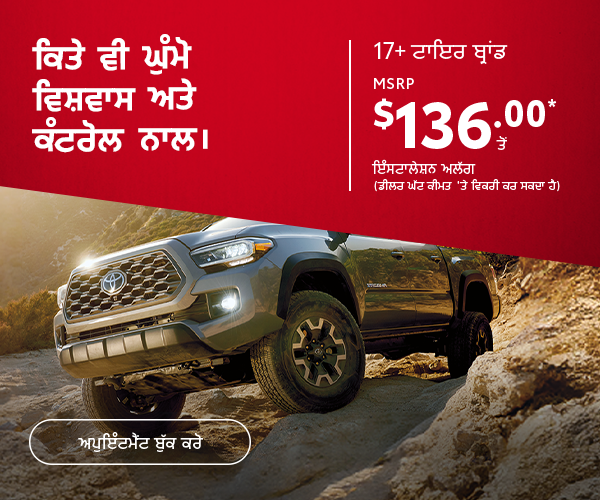 ਕਿਤੇ ਵੀ ਘੁੰਮੋ
ਵਿਸ਼ਵਾਸ ਅਤੇ
ਕੰਟਰੋਲ ਨਾਲ।
17+ ਟਾਇਰ ਬ੍ਰਾਂਡ
MSRP
$136.00* ਤੋਂ
ਇੰਸਟਾਲੇਸ਼ਨ ਅਲੱਗ
(ਡੀਲਰ ਘੱਟ ਕੀਮਤ 'ਤੇ ਵਿਕਰੀ ਕਰ ਸਕਦਾ ਹੈ)
ਅਪੁਇੰਟਮੈਂਟ ਬੁੱਕ ਕਰੋ